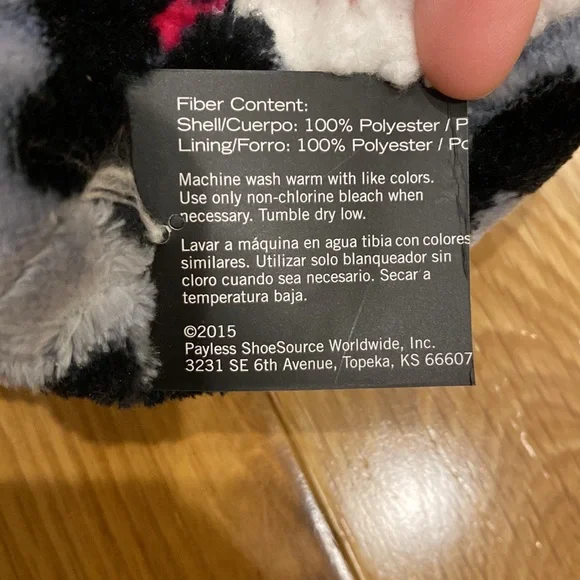 Fiber Content:
Shell/Cuerpo: 100% Polyester / P
Lining/Forro: 100% Polyester / Po
Machine wash warm with like colors.
Use only non-chlorine bleach when
necessary. Tumble dry low.
Lavar a máquina en agua tibia con colores
similares. Utilizar solo blanqueador sin
cloro cuando sea necesario. Secar a
temperatura baja.
©2015
Payless ShoeSource Worldwide, Inc.
3231 SE 6th Avenue, Topeka, KS 66607